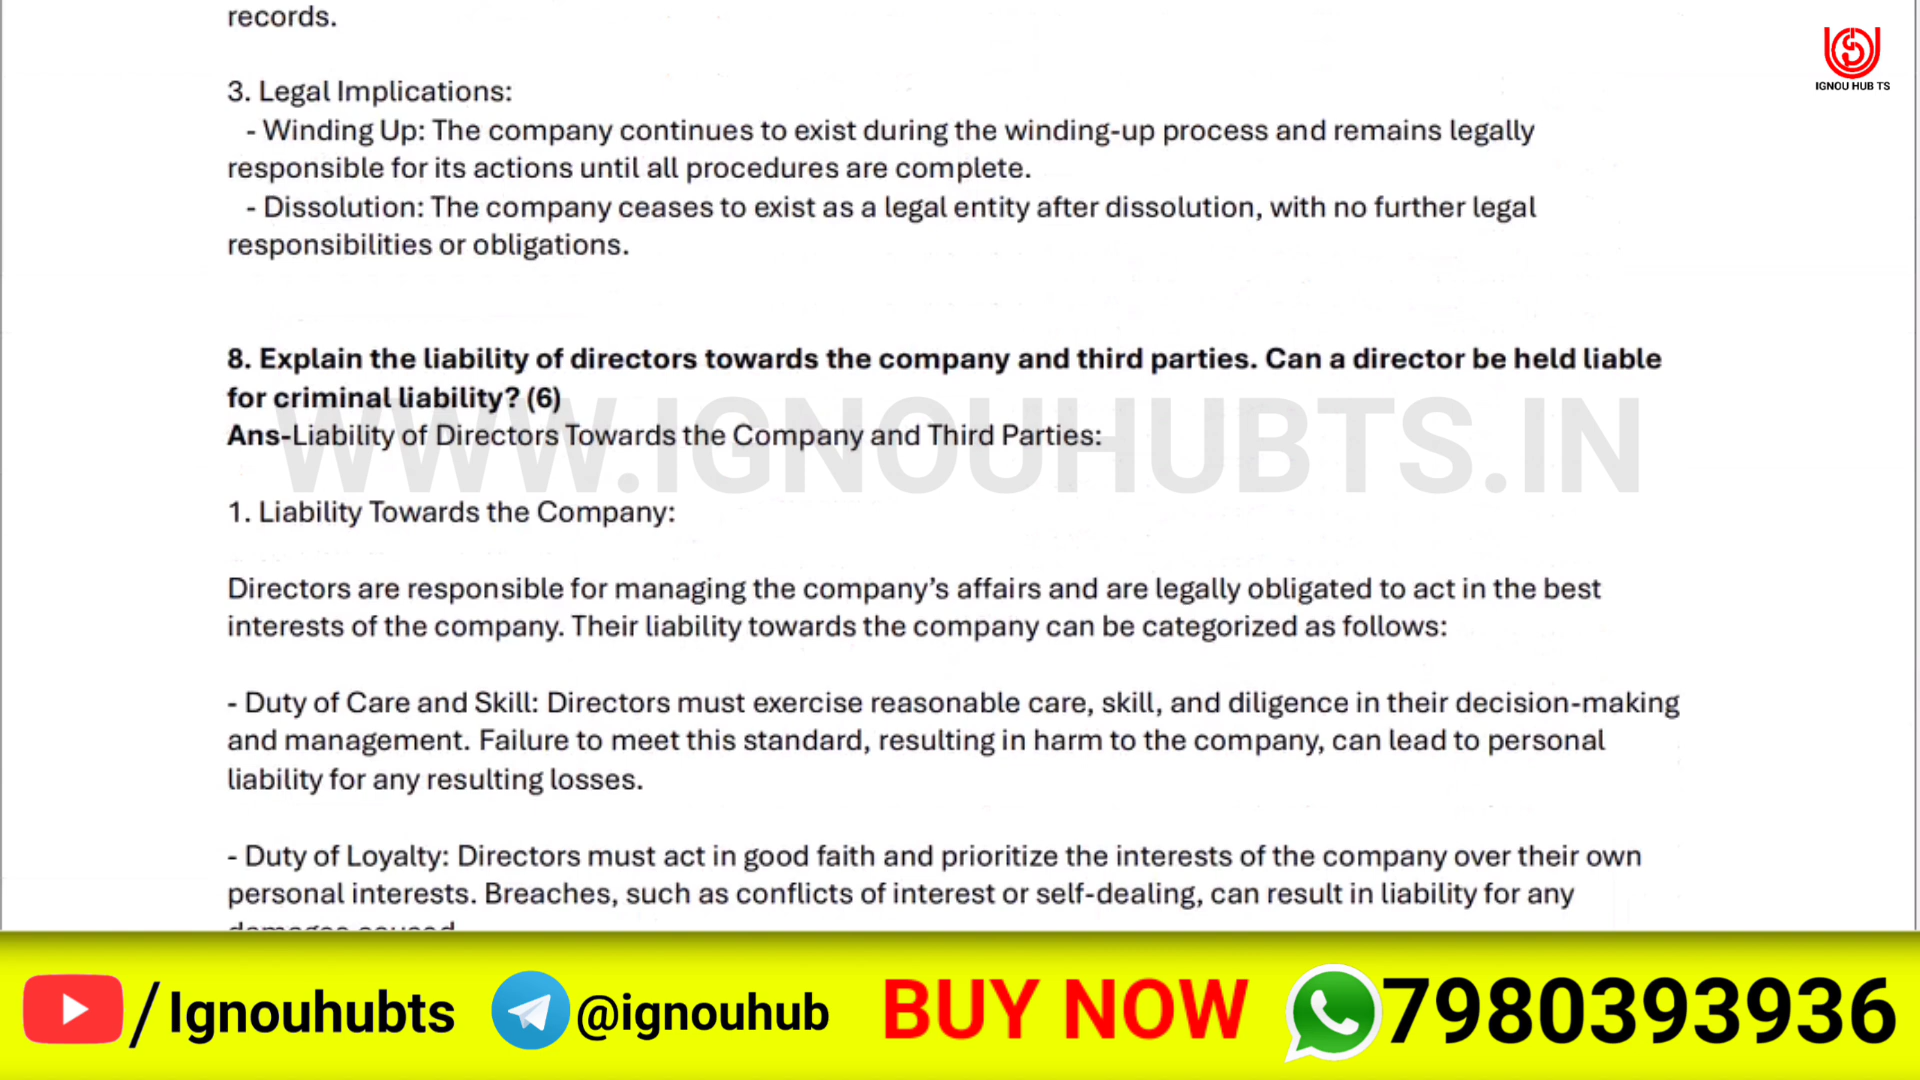 records.
IGNOU HUB TS
3. Legal Implications:
- Winding Up: The company continues to exist during the winding-up process and remains legally
responsible for its actions until all procedures are complete.
- Dissolution: The company ceases to exist as a legal entity after dissolution, with no further legal
responsibilities or obligations.
8. Explain the liability of directors towards the company and third parties. Can a director be held liable
for criminal liability? (6)
WWW.IGNOUHUBTS.IN
Ans-Liability of Directors Towards the Company and Third Parties:
1. Liability Towards the Company:
Directors are responsible for managing the company’s affairs and are legally obligated to act in the best
interests of the company. Their liability towards the company can be categorized as follows:
- Duty of Care and Skill: Directors must exercise reasonable care, skill, and diligence in their decision-making
and management. Failure to meet this standard, resulting in harm to the company, can lead to personal
liability for any resulting losses.
- Duty of Loyalty: Directors must act in good faith and prioritize the interests of the company over their own
personal interests. Breaches, such as conflicts of interest or self-dealing, can result in liability for any
damages caused
/Ignouhubts @ignouhub BUY NOW 7980393936